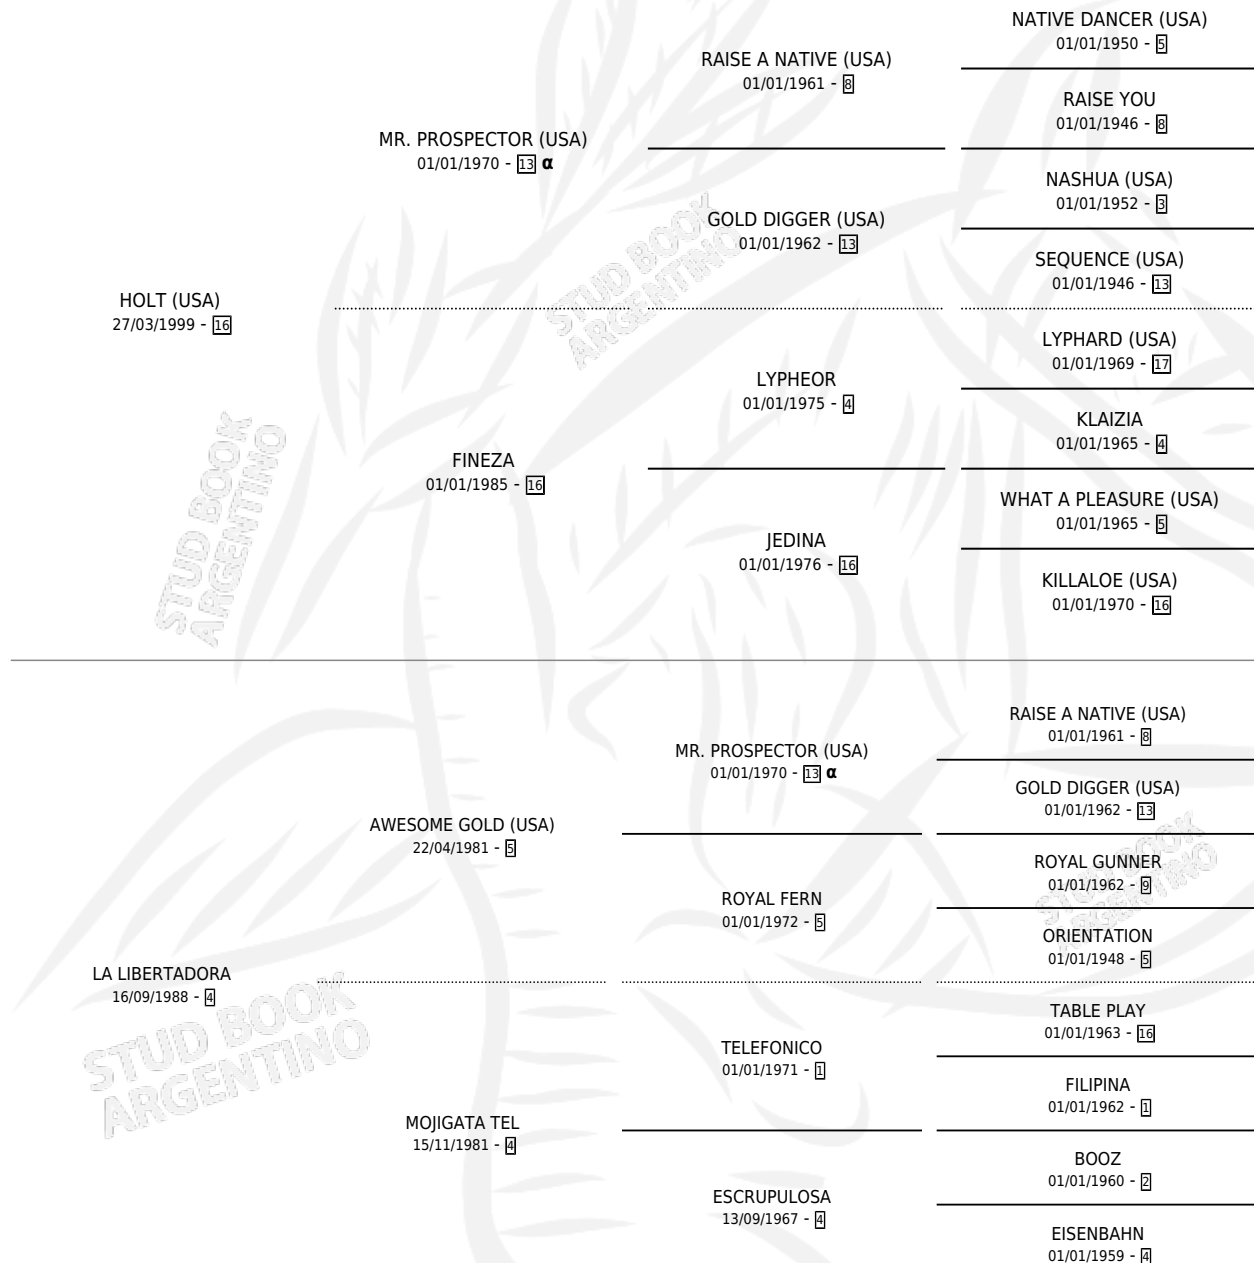 NATIVE DANCER (USA)
01/01/1950 - 5
RAISE A NATIVE (USA)
01/01/1961 - 8
RAISE YOU
01/01/1946 - 8
MR. PROSPECTOR (USA)
01/01/1970 - 13 α
NASHUA (USA)
01/01/1952 - 3
GOLD DIGGER (USA)
01/01/1962 - 13
SEQUENCE (USA)
01/01/1946 - 13
HOLT (USA)
27/03/1999 - 16
LYPHARD (USA)
01/01/1969 - 17
LYPHEOR
01/01/1975 - 4
KLAIZIA
01/01/1965 - 4
FINEZA
01/01/1985 - 16
WHAT A PLEASURE (USA)
01/01/1965 - 5
JEDINA
01/01/1976 - 16
KILLALOE (USA)
01/01/1970 - 16
STUD BOOK
ARGENTINO
STUD BOOK
ARGENTINO
RAISE A NATIVE (USA)
01/01/1961 - 8
MR. PROSPECTOR (USA)
01/01/1970 - 13 α
GOLD DIGGER (USA)
01/01/1962 - 13
AWESOME GOLD (USA)
22/04/1981 - 5
ROYAL GUNNER
01/01/1962 - 9
ROYAL FERN
01/01/1972 - 5
ORIENTATION
01/01/1948 - 5
LA LIBERTADORA
16/09/1988 - 4
TABLE PLAY
01/01/1963 - 16
TELEFONICO
01/01/1971 - 1
FILIPINA
01/01/1962 - 1
MOJIGATA TEL
15/11/1981 - 4
BOOZ
01/01/1960 - 2
ESCRUPULOSA
13/09/1967 - 4
EISENBAHN
01/01/1959 - 4
STUD BOOK
ARGENTINO
STUD BOOK
ARGENTINO